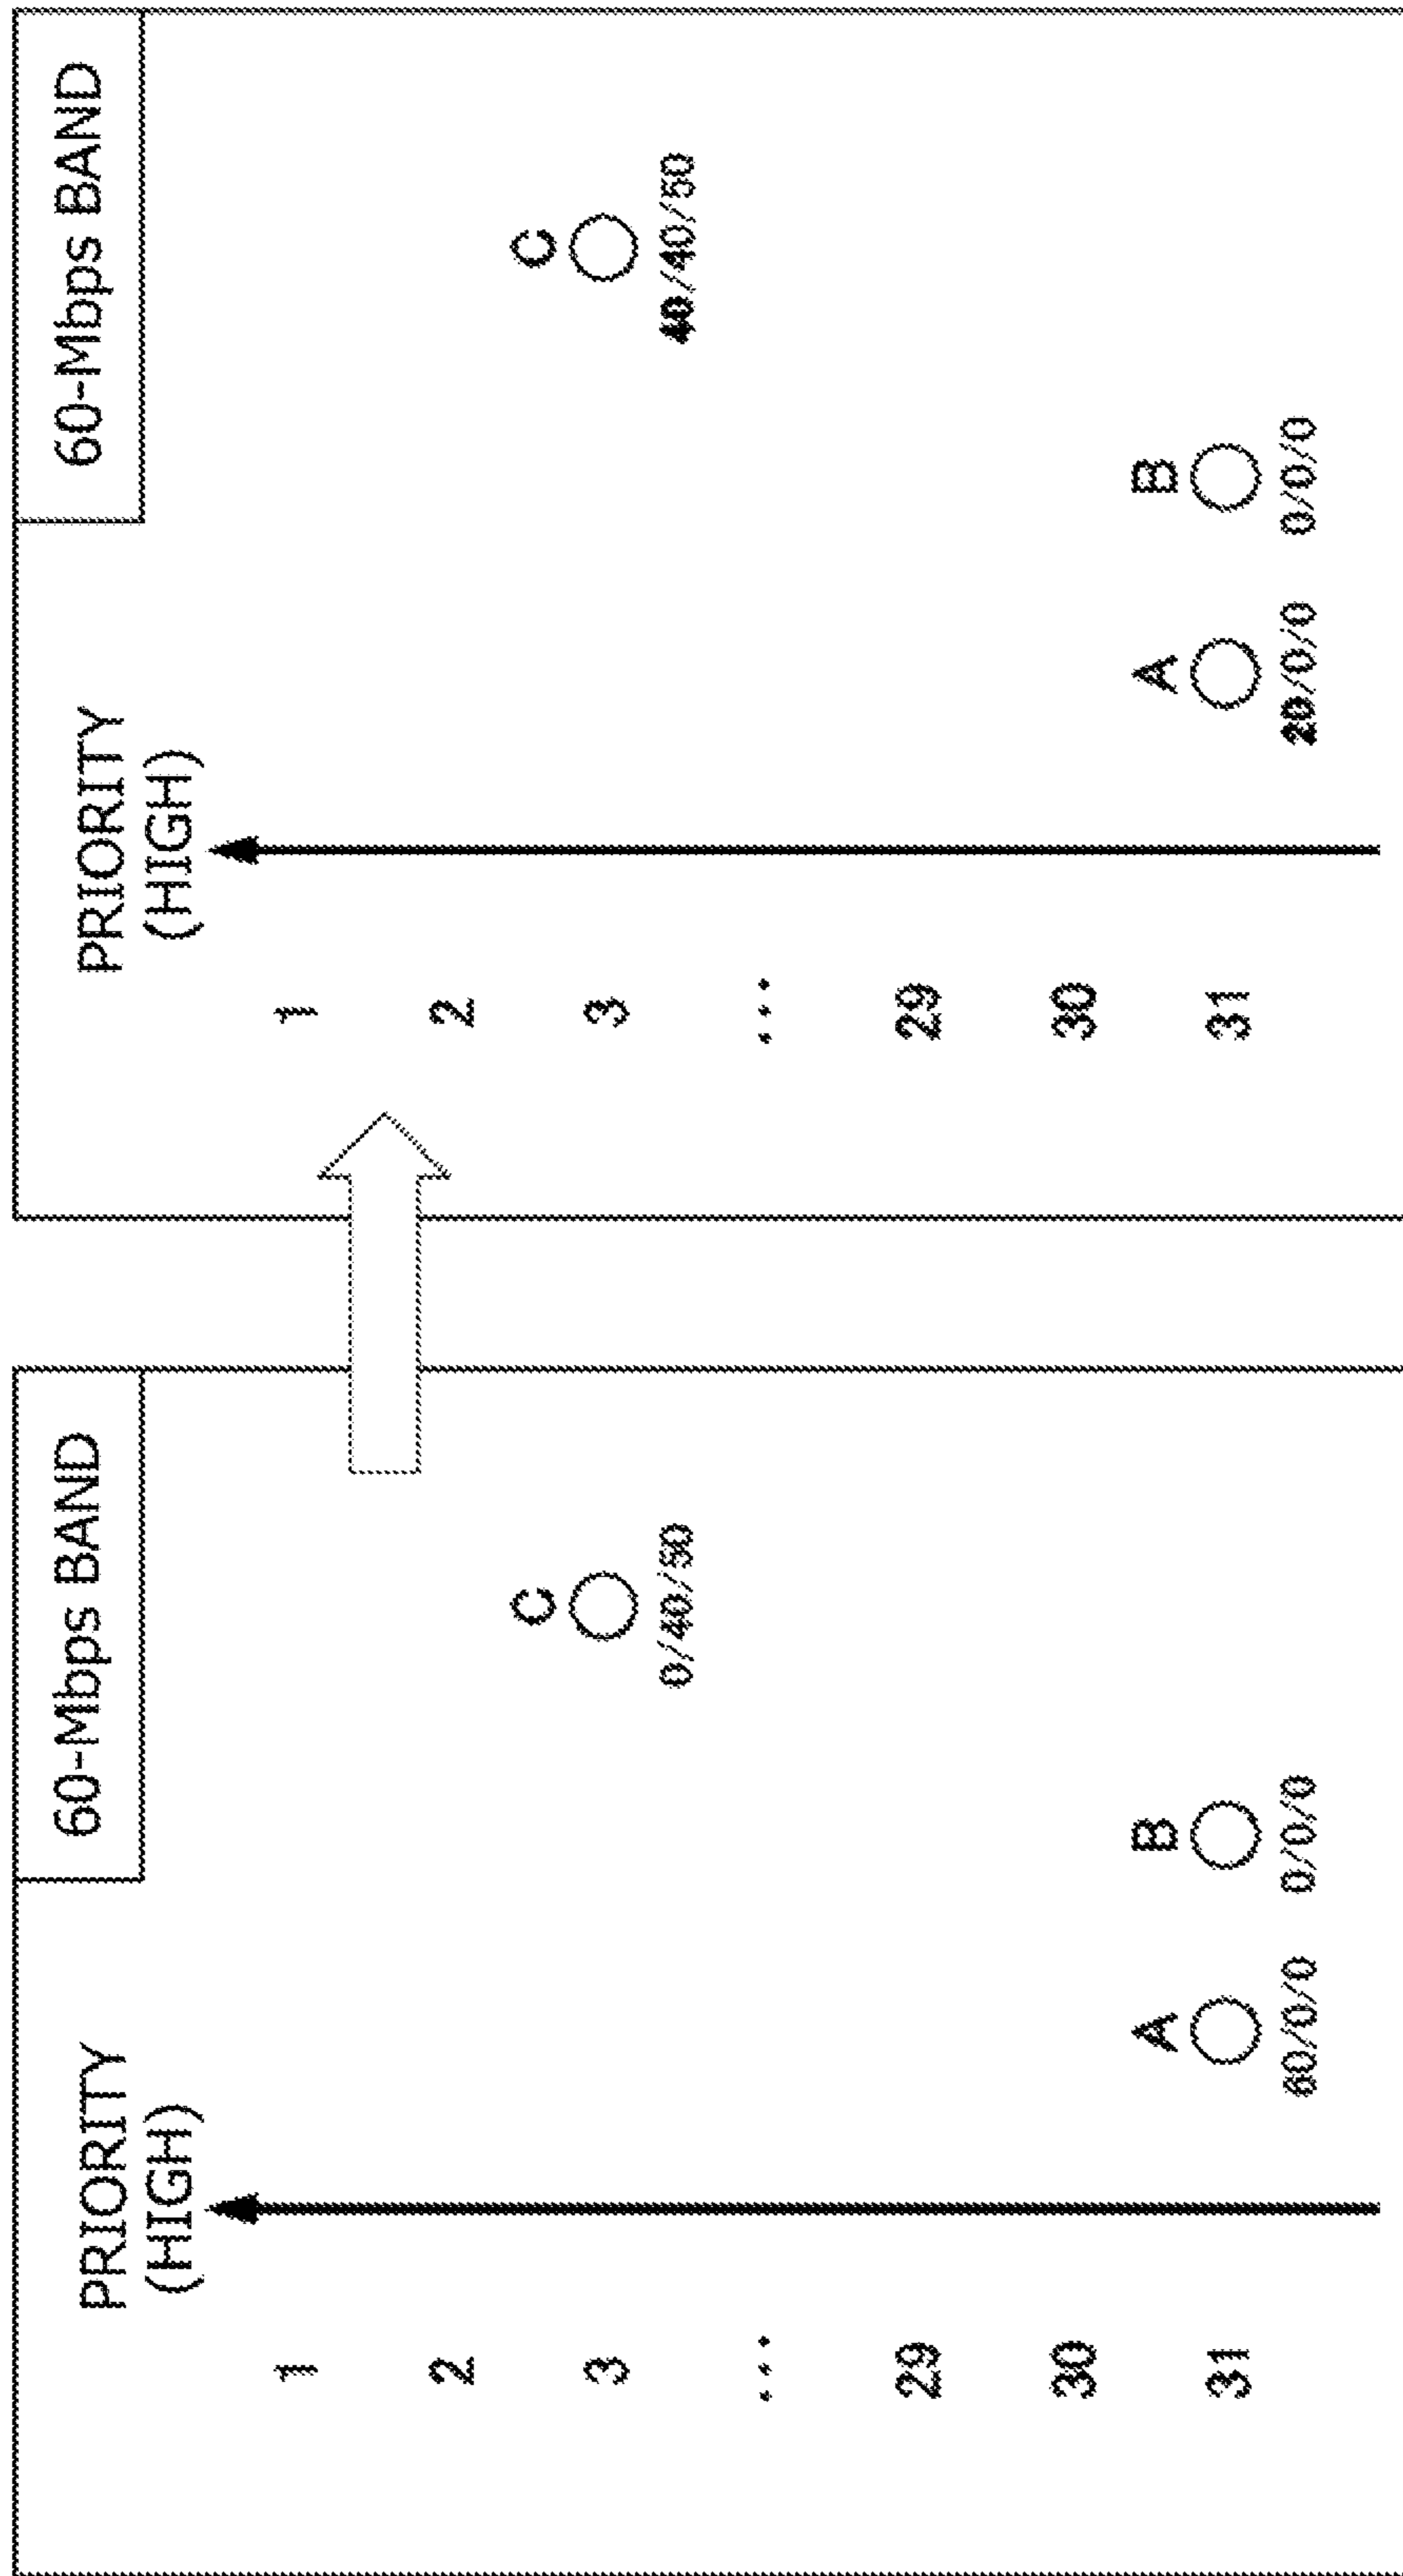 60-Mbps BAND
PRIORITY
(HIGH)
1
2
C
3
0/40/50
...
29
30
A B
31
60/0/0 0/0/0
60-Mbps BAND
PRIORITY
(HIGH)
1
2
C
3
40/40/50
...
29
30
A B
31
20/0/0 0/0/0